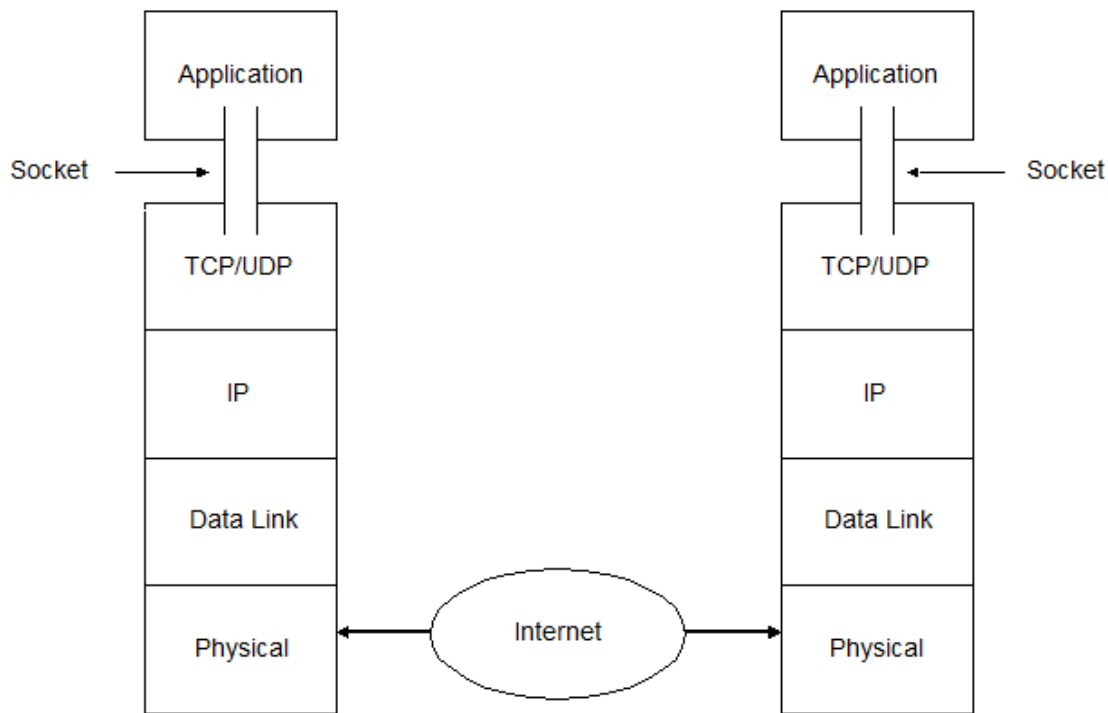 Application
Application
Socket
Socket
TCP/UDP
TCP/UDP
IP
IP
Data Link
Data Link
Internet
Physical
Physical